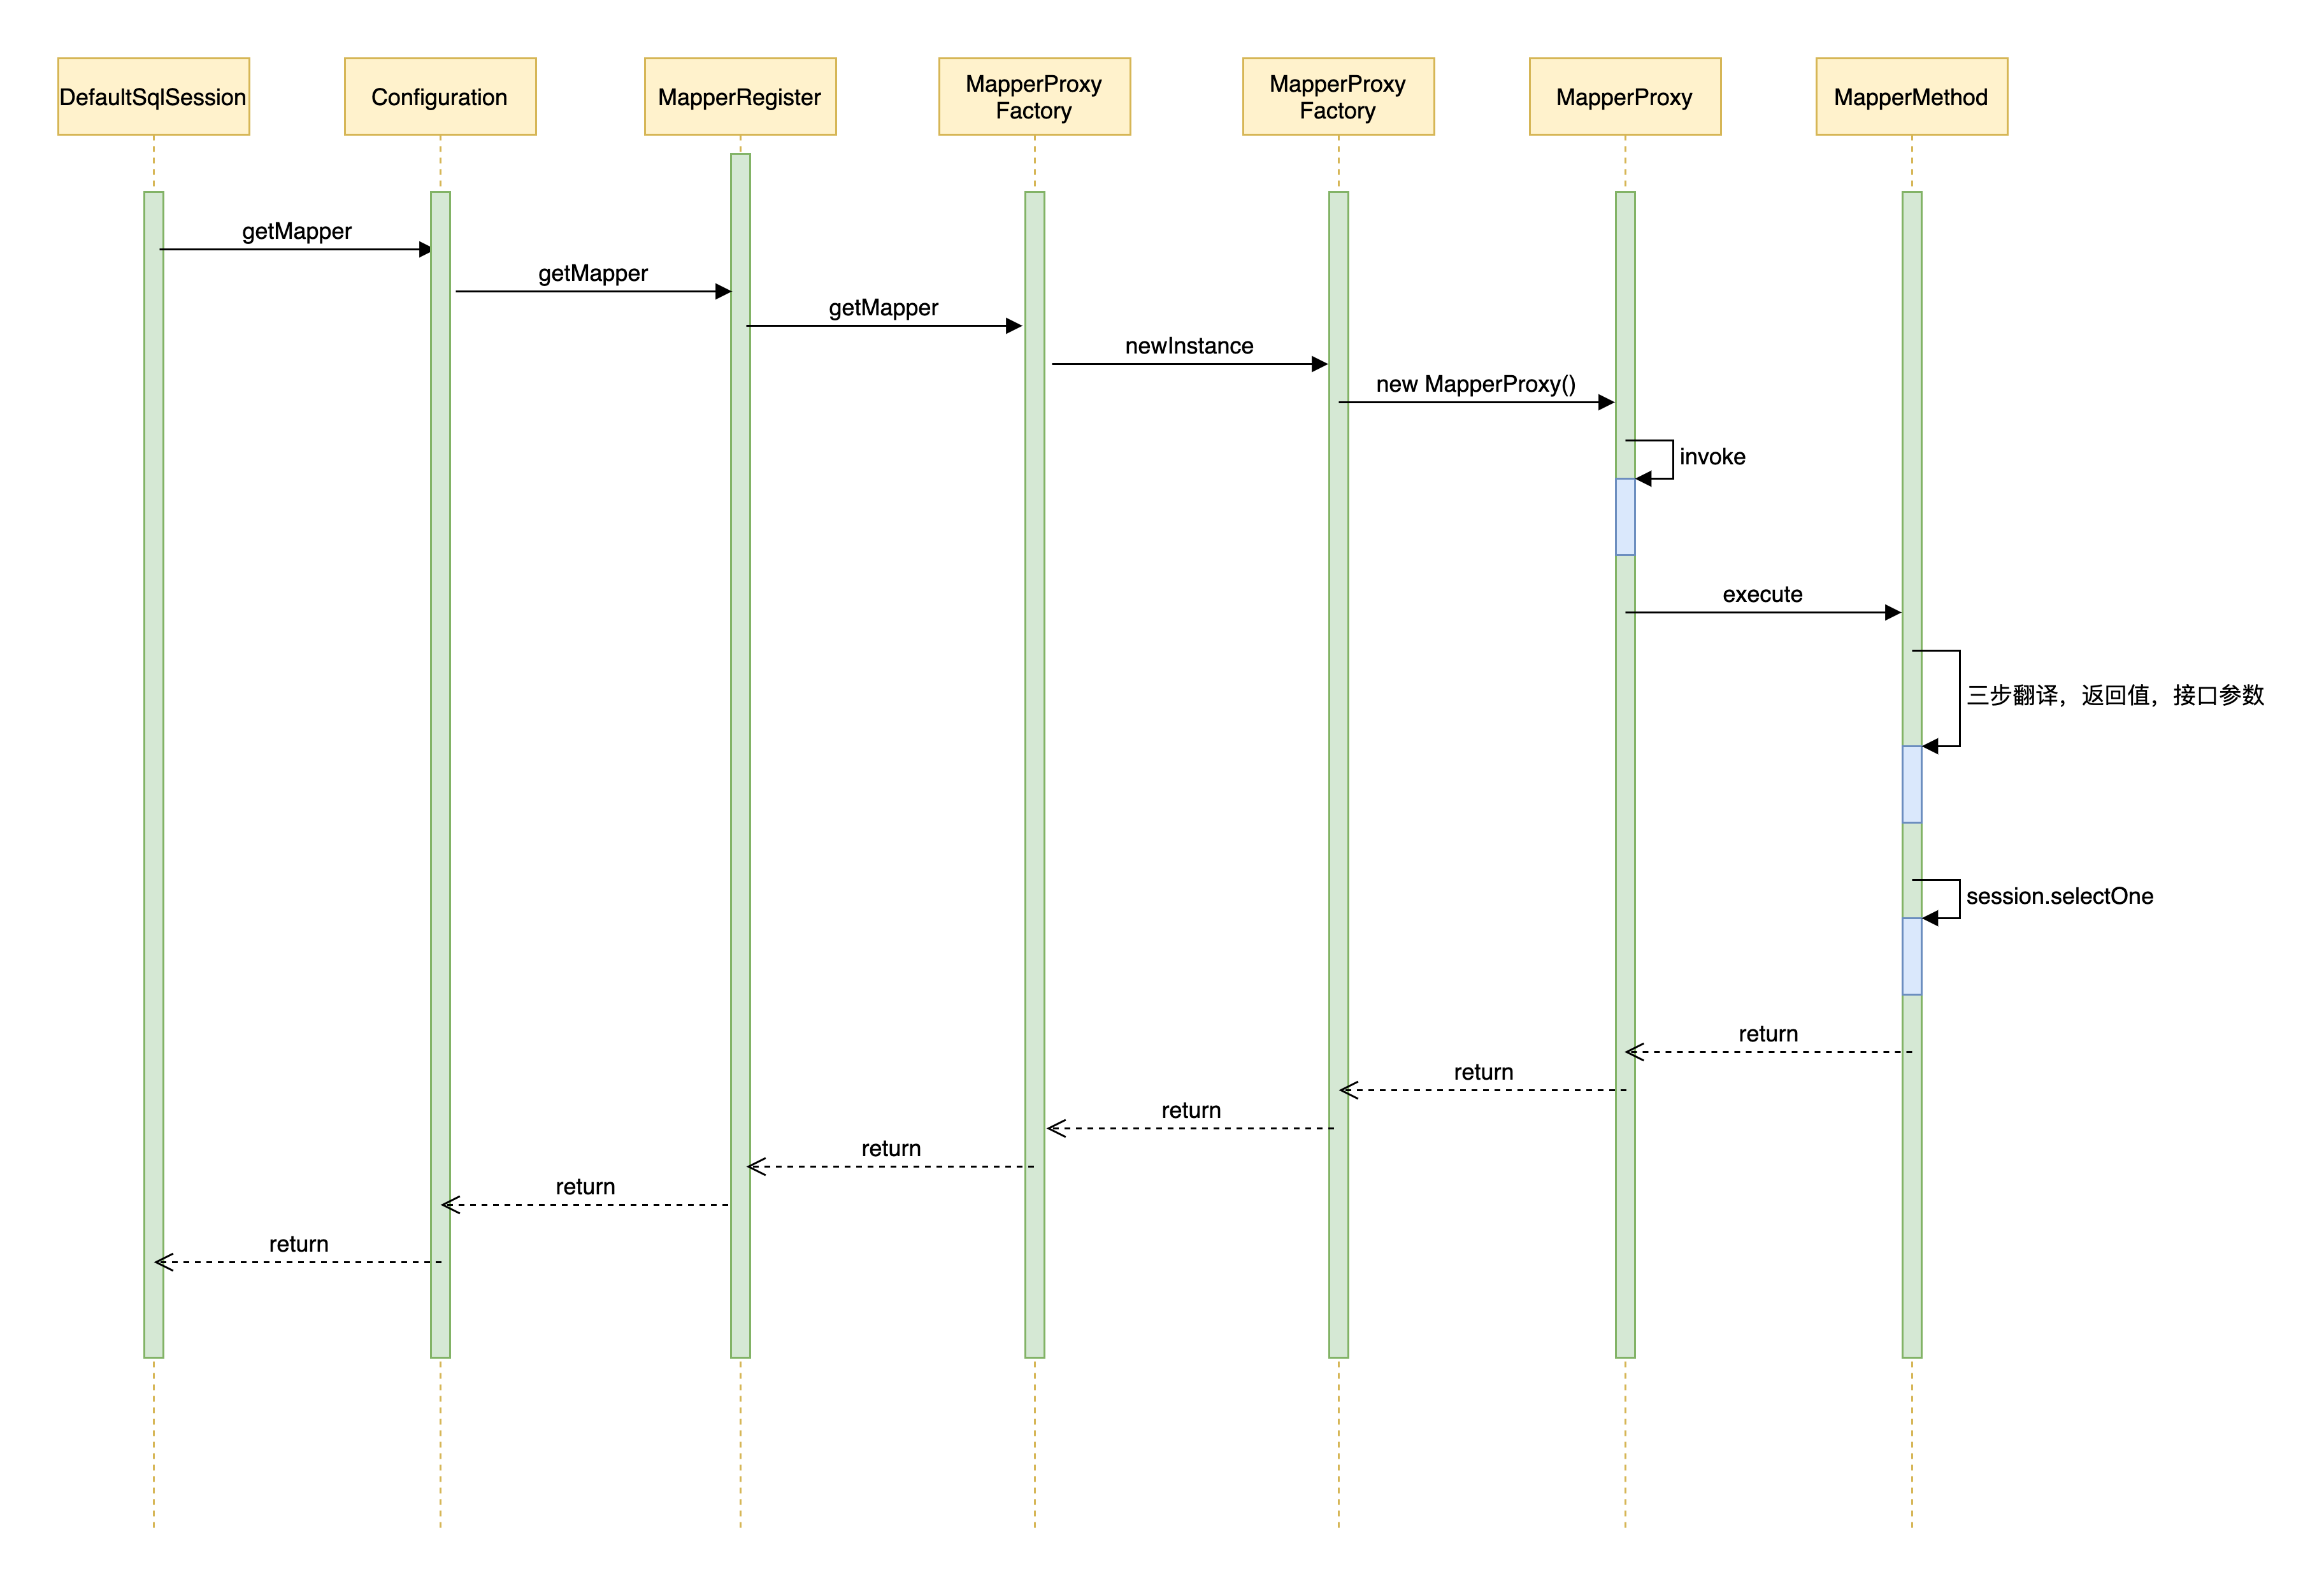 DefaultSqlSession
Configuration
MapperRegister
MapperProxy
Factory
MapperProxy
Factory
MapperProxy
MapperMethod
getMapper
getMapper
getMapper
newInstance
new MapperProxy()
invoke
execute
三步翻译，返回值，接口参数
session.selectOne
return
return
return
return
return
return